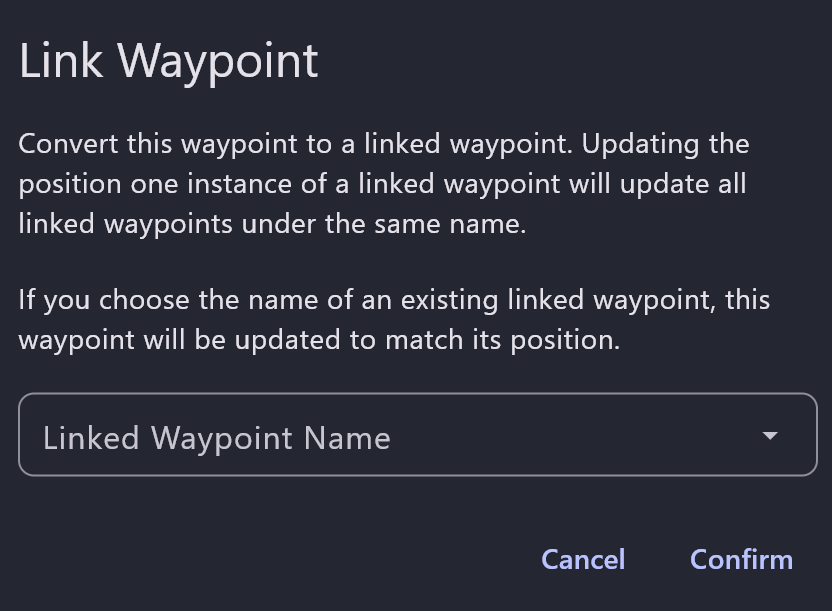 Link Waypoint
Convert this waypoint to a linked waypoint. Updating the
position one instance of a linked waypoint will update all
linked waypoints under the same name.
If you choose the name of an existing linked waypoint, this
waypoint will be updated to match its position.
Linked Waypoint Name
Cancel Confirm